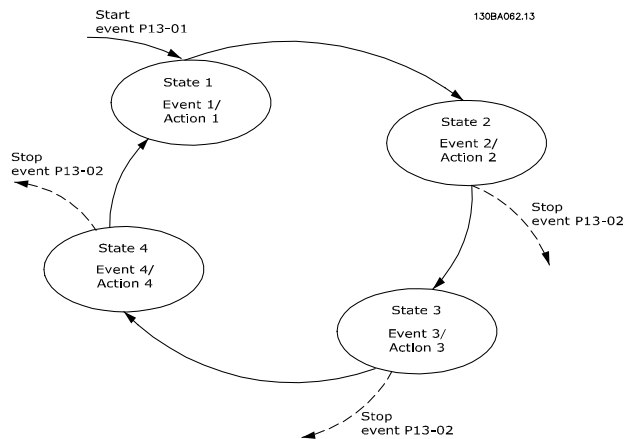 Start
event P13-01
130BA062.13
State 1
Event 1/
Action 1
State 2
Event 2/
Action 2
Stop
event P13-02
Stop
event P13-02
State 4
Event 4/
Action 4
State 3
Event 3/
Action 3
Stop
event P13-02